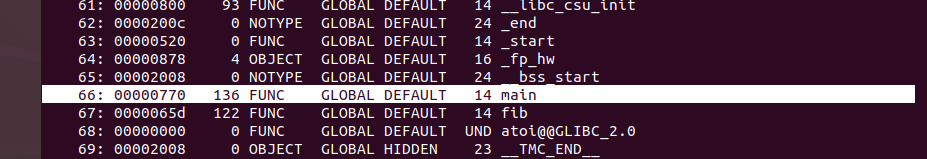 61: 00000800 93 FUNC GLOBAL DEFAULT 14 __libc_csu_init
62: 0000200c 0 NOTYPE GLOBAL DEFAULT 24 _end
63: 00000520 0 FUNC GLOBAL DEFAULT 14 _start
64: 00000878 4 OBJECT GLOBAL DEFAULT 16 _fp_hw
65: 00002008 0 NOTYPE GLOBAL DEFAULT 24 __bss_start
66: 00000770 136 FUNC GLOBAL DEFAULT 14 main
67: 0000065d 122 FUNC GLOBAL DEFAULT 14 fib
68: 00000000 0 FUNC GLOBAL DEFAULT UND atoi@@GLIBC_2.0
69: 00002008 0 OBJECT GLOBAL HIDDEN 23 __TMC_END__